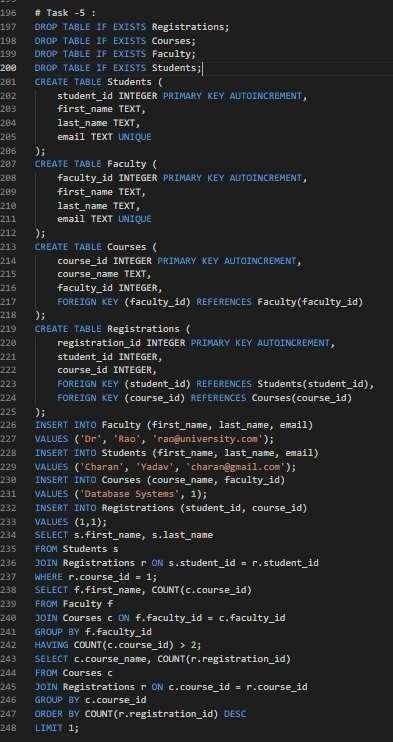 196 # Task -5 :
197 DROP TABLE IF EXISTS Registrations;
198 DROP TABLE IF EXISTS Courses;
199 DROP TABLE IF EXISTS Faculty;
200 DROP TABLE IF EXISTS Students;
201 CREATE TABLE Students (
202     student_id INTEGER PRIMARY KEY AUTOINCREMENT,
203     first_name TEXT,
204     last_name TEXT,
205     email TEXT UNIQUE
206 );
207 CREATE TABLE Faculty (
208     faculty_id INTEGER PRIMARY KEY AUTOINCREMENT,
209     first_name TEXT,
210     last_name TEXT,
211     email TEXT UNIQUE
212 );
213 CREATE TABLE Courses (
214     course_id INTEGER PRIMARY KEY AUTOINCREMENT,
215     course_name TEXT,
216     faculty_id INTEGER,
217     FOREIGN KEY (faculty_id) REFERENCES Faculty(faculty_id)
218 );
219 CREATE TABLE Registrations (
220     registration_id INTEGER PRIMARY KEY AUTOINCREMENT,
221     student_id INTEGER,
222     course_id INTEGER,
223     FOREIGN KEY (student_id) REFERENCES Students(student_id),
224     FOREIGN KEY (course_id) REFERENCES Courses(course_id)
225 );
226 INSERT INTO Faculty (first_name, last_name, email)
227 VALUES ('Dr', 'Rao', 'rao@university.com');
228 INSERT INTO Students (first_name, last_name, email)
229 VALUES ('Charan', 'Yadav', 'charan@gmail.com');
230 INSERT INTO Courses (course_name, faculty_id)
231 VALUES ('Database Systems', 1);
232 INSERT INTO Registrations (student_id, course_id)
233 VALUES (1,1);
234 SELECT s.first_name, s.last_name
235 FROM Students s
236 JOIN Registrations r ON s.student_id = r.student_id
237 WHERE r.course_id = 1;
238 SELECT f.first_name, COUNT(c.course_id)
239 FROM Faculty f
240 JOIN Courses c ON f.faculty_id = c.faculty_id
241 GROUP BY f.faculty_id
242 HAVING COUNT(c.course_id) > 2;
243 SELECT c.course_name, COUNT(r.registration_id)
244 FROM Courses c
245 JOIN Registrations r ON c.course_id = r.course_id
246 GROUP BY c.course_id
247 ORDER BY COUNT(r.registration_id) DESC
248 LIMIT 1;